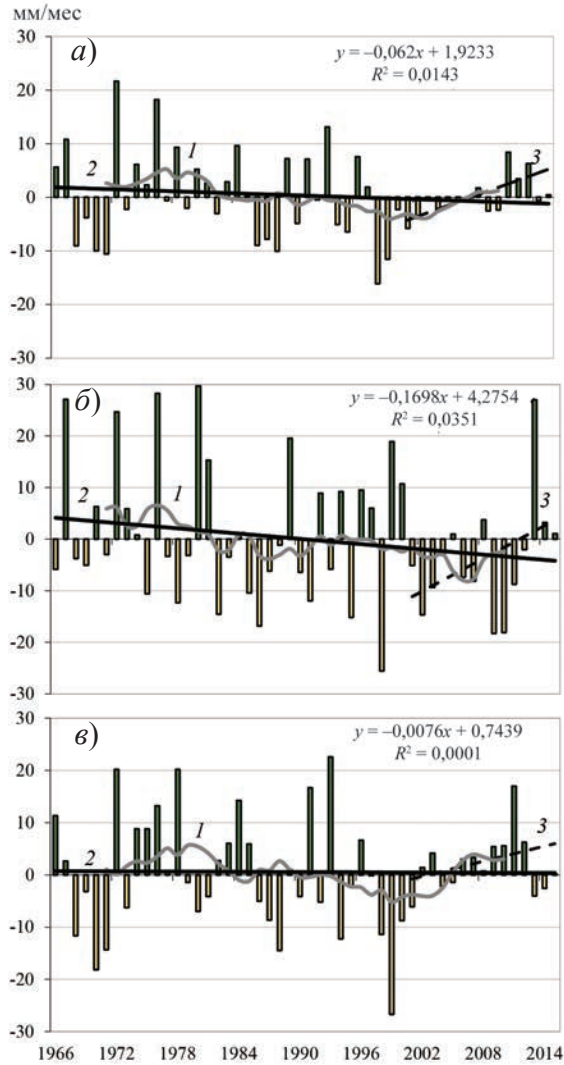 мм/мес
а)
y = –0,062x + 1,9233
R² = 0,0143
30
20
10
0
-10
-20
-30
2
1
3
б)
y = –0,1698x + 4,2754
R² = 0,0351
30
20
10
0
-10
-20
-30
2
1
3
в)
y = –0,0076x + 0,7439
R² = 0,0001
30
20
10
0
-10
-20
-30
2
1
3
1966 1972 1978 1984 1990 1996 2002 2008 2014